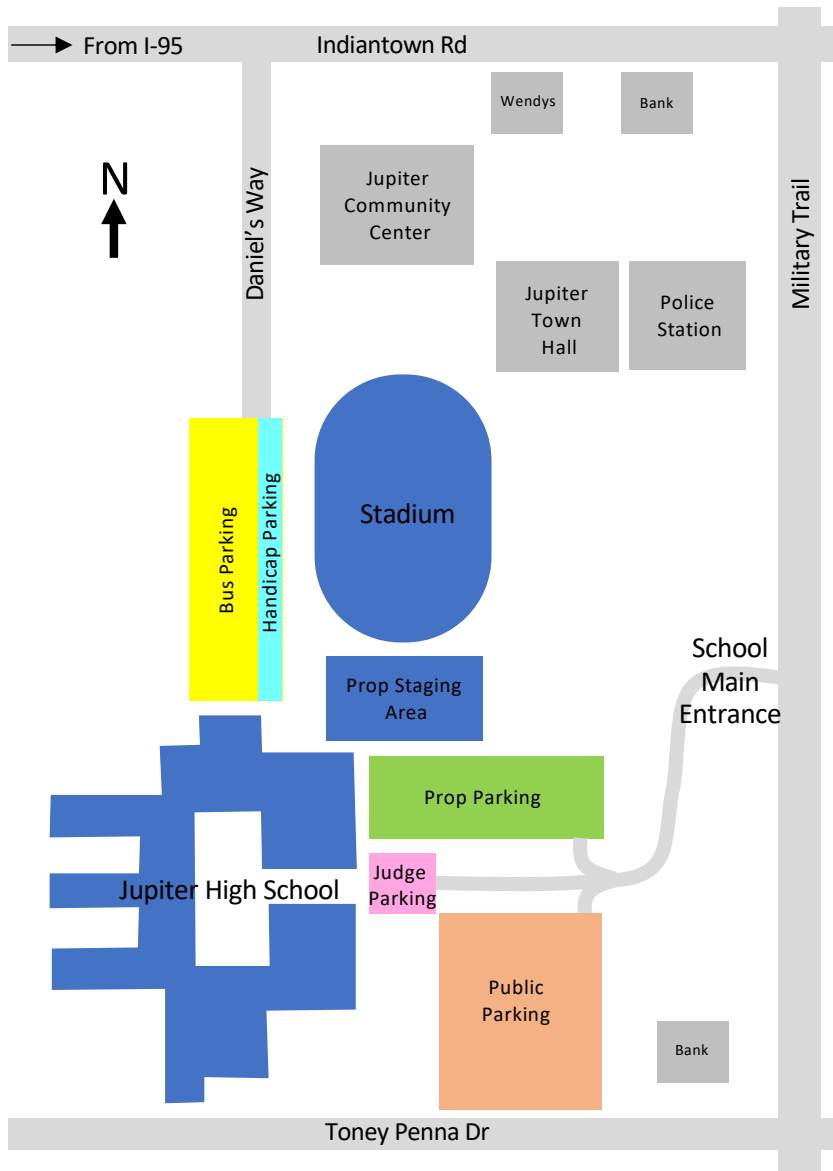 From I-95
Indiantown Rd
Wendys
Bank
N
Daniel’s Way
Jupiter
Community
Center
Military Trail
Jupiter
Town
Hall
Police
Station
Bus Parking
Handicap Parking
Stadium
School
Main
Entrance
Prop Staging
Area
Prop Parking
Jupiter High School
Judge
Parking
Public
Parking
Bank
Toney Penna Dr